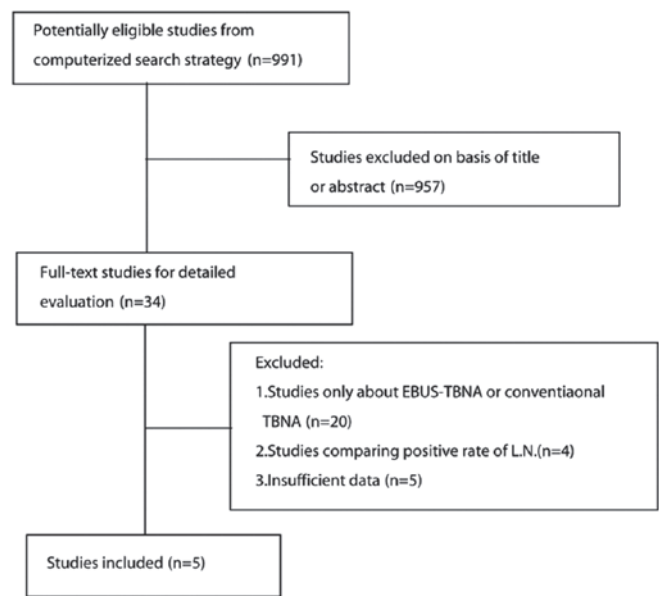 Potentially eligible studies from
computerized search strategy (n=991)
Studies excluded on basis of title
or abstract (n=957)
Full-text studies for detailed
evaluation (n=34)
Excluded:
1.Studies only about EBUS-TBNA or conventiaonal
TBNA (n=20)
2.Studies comparing positive rate of L.N.(n=4)
3.Insufficient data (n=5)
Studies included (n=5)